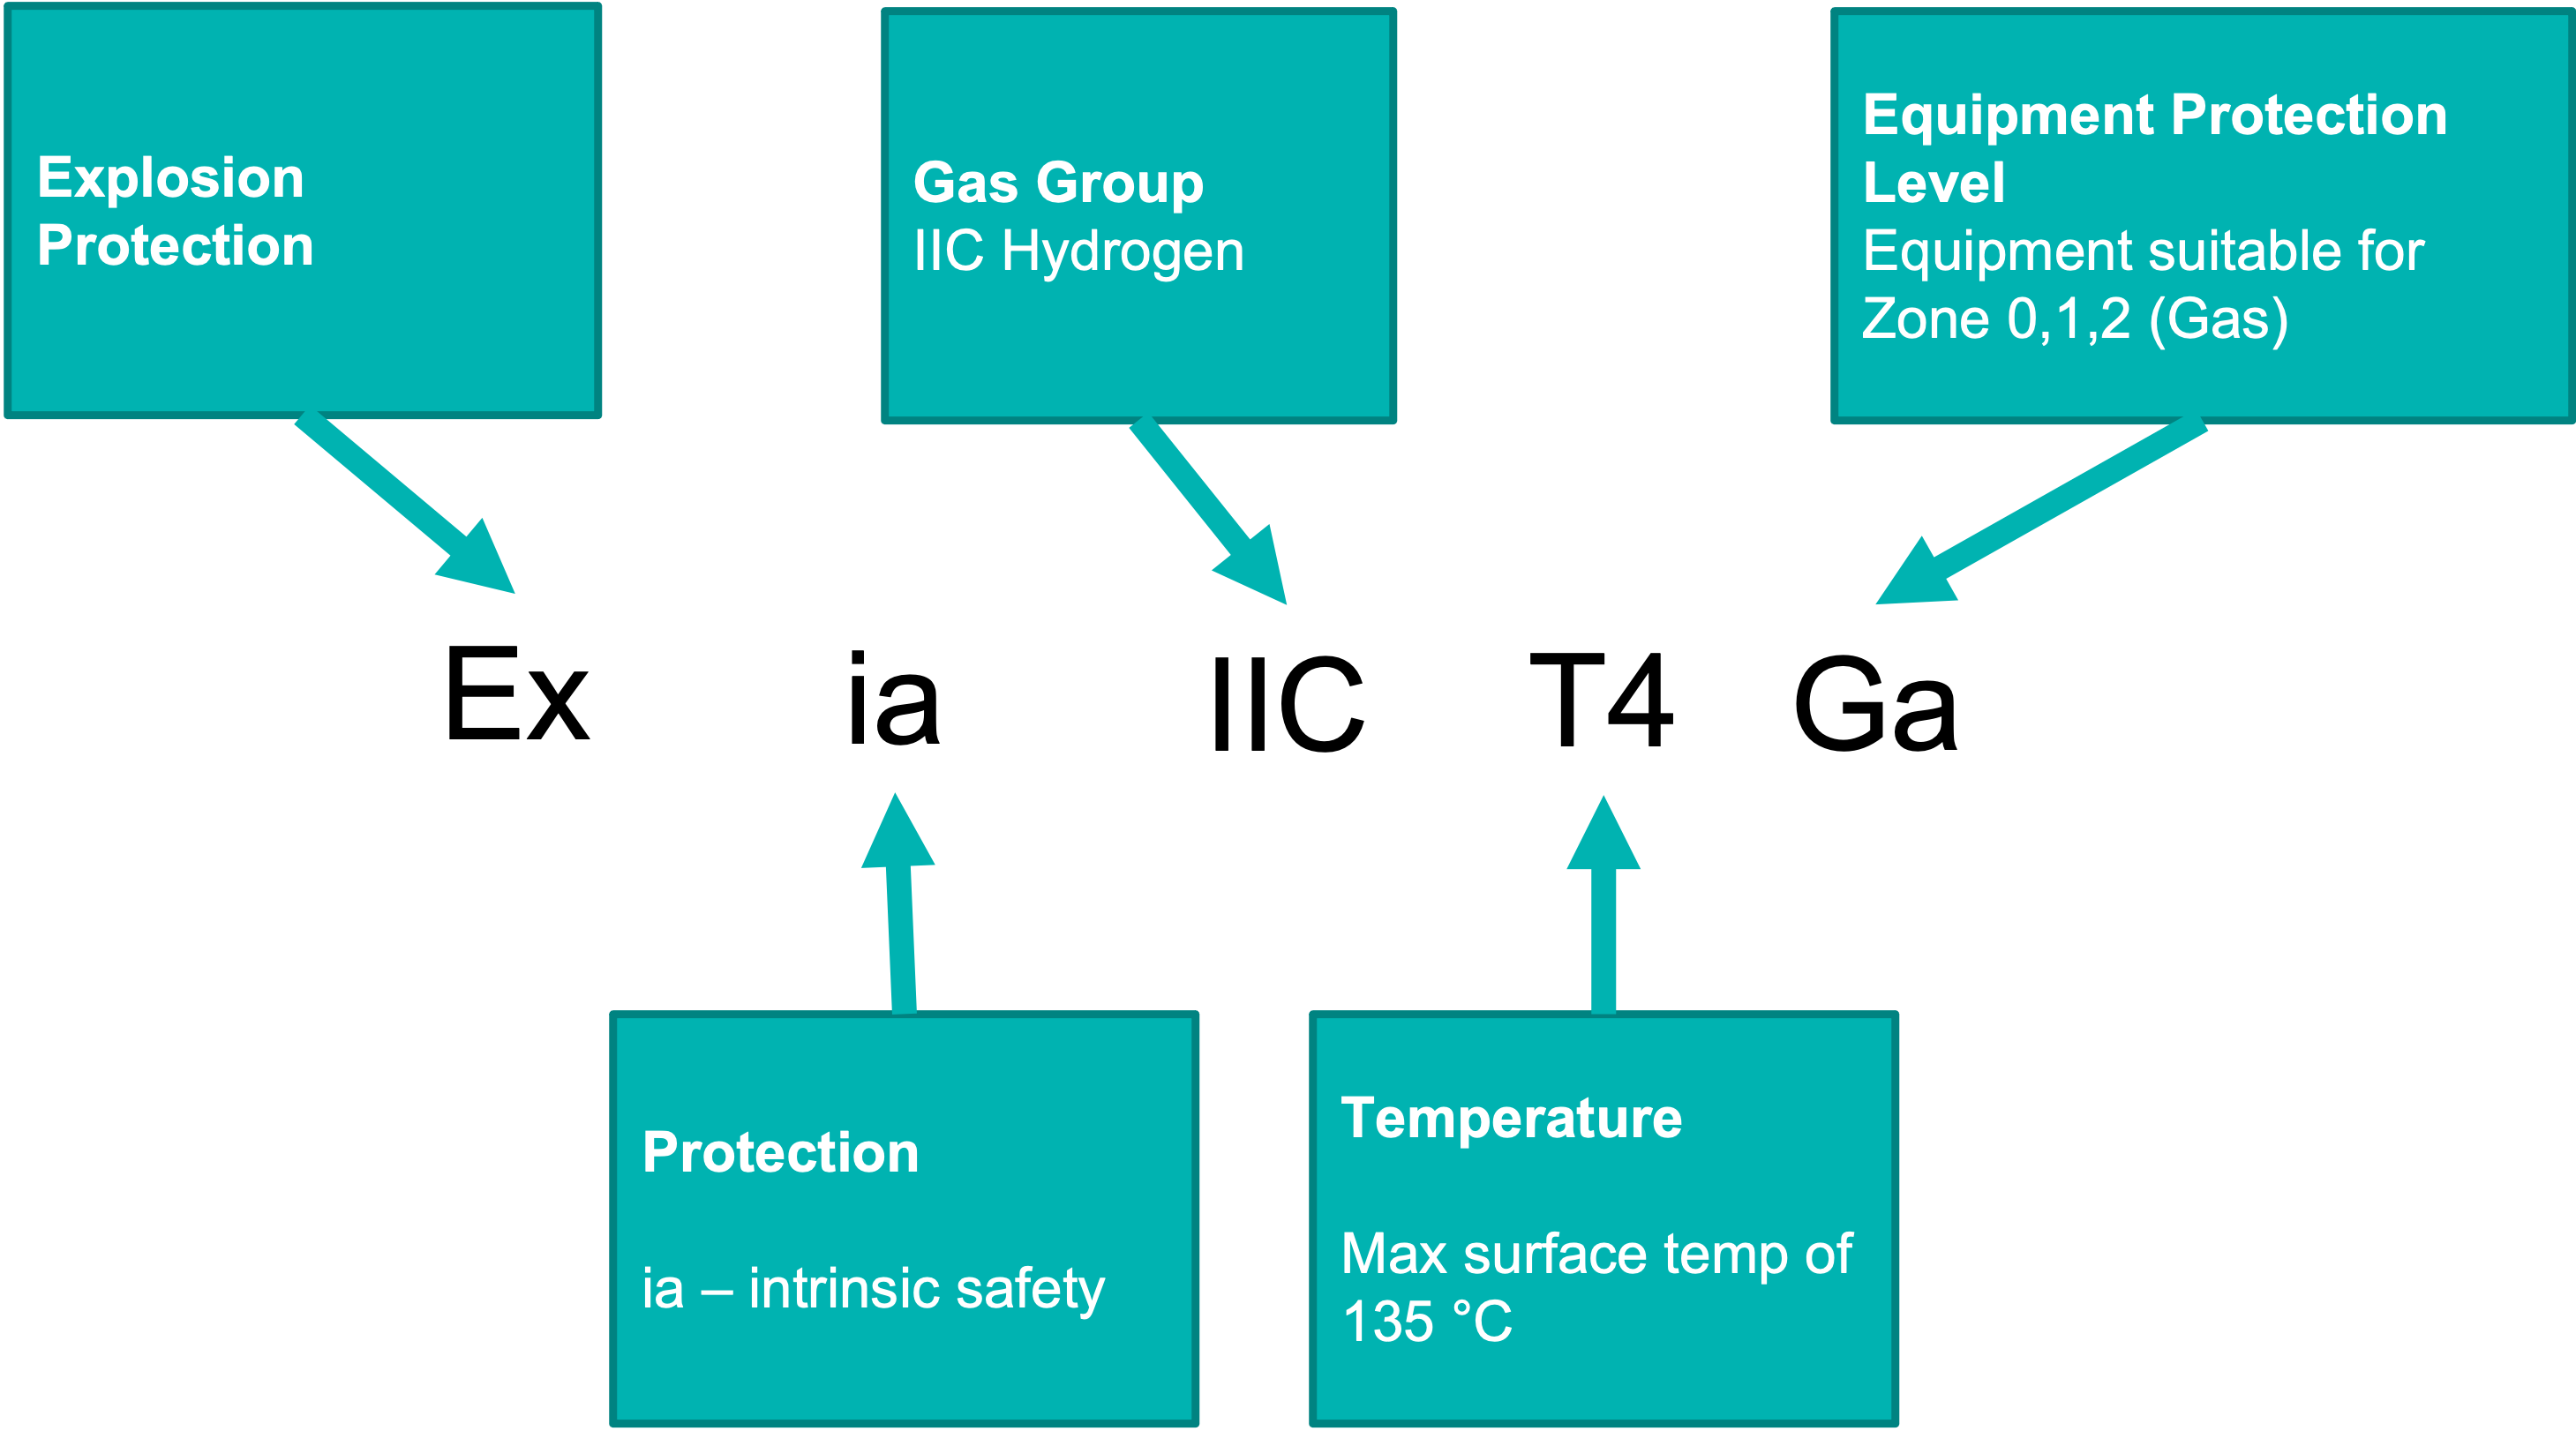 Explosion
Protection
Gas Group
IIC Hydrogen
Equipment Protection
Level
Equipment suitable for
Zone 0,1,2 (Gas)
Ex ia IIC T4 Ga
Protection
ia – intrinsic safety
Temperature
Max surface temp of
135 °C